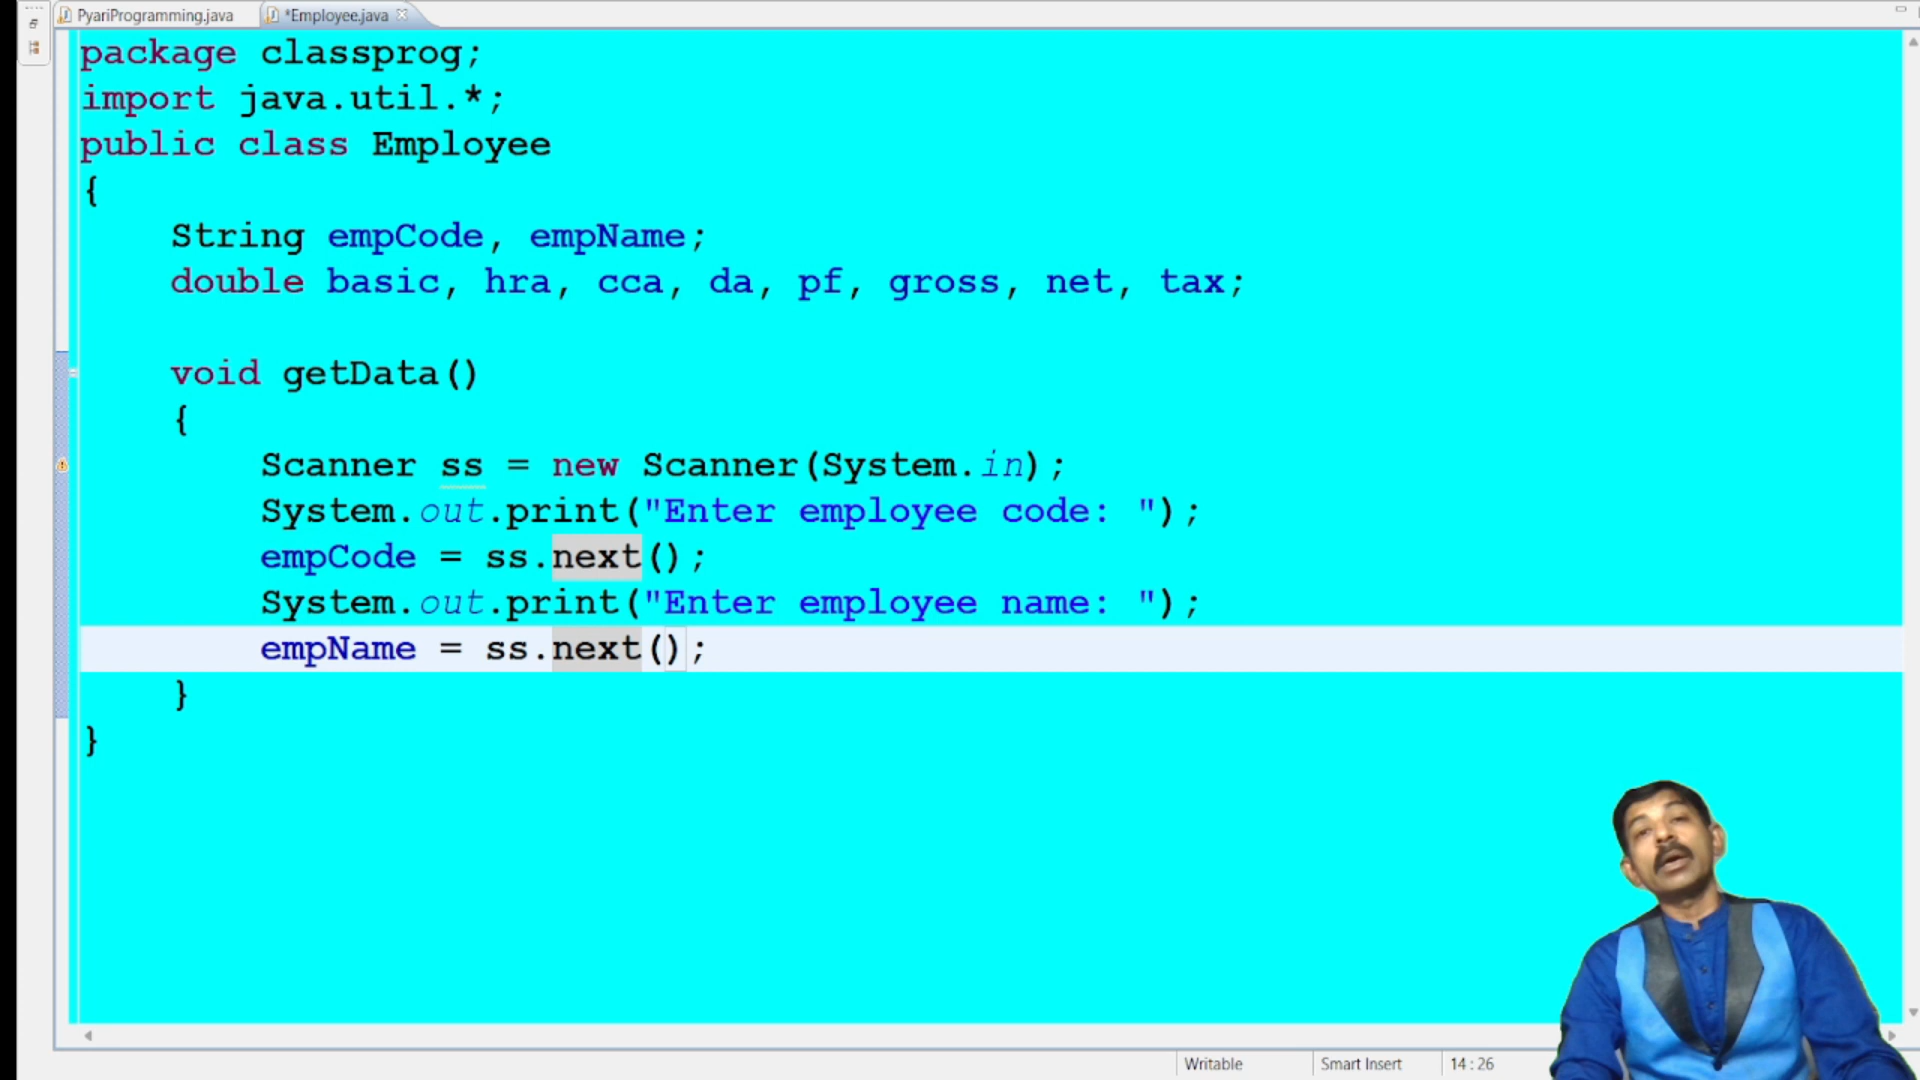 PyariProgramming.java *Employee.java
package classprog;
import java.util.*;
public class Employee
{
String empCode, empName;
double basic, hra, cca, da, pf, gross, net, tax;
void getData()
{
Scanner ss = new Scanner(System.in);
System.out.print("Enter employee code: ");
empCode = ss.next();
System.out.print("Enter employee name: ");
empName = ss.next();
}
}
Writable Smart Insert 14 : 26